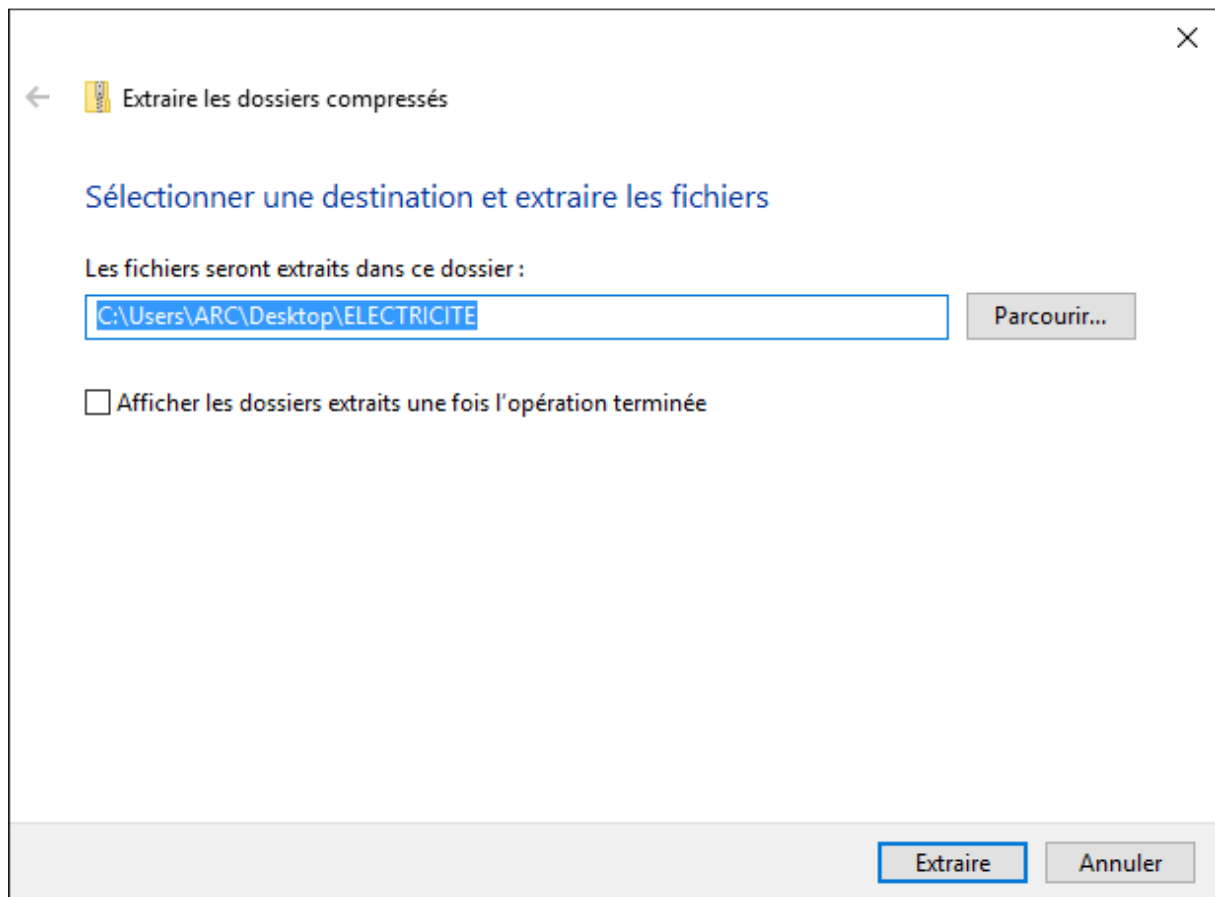 Extraire les dossiers compressés
Sélectionner une destination et extraire les fichiers
Les fichiers seront extraits dans ce dossier :
C:\Users\ARC\Desktop\ELECTRICITE
Parcourir...
Afficher les dossiers extraits une fois l'opération terminée
Extraire
Annuler